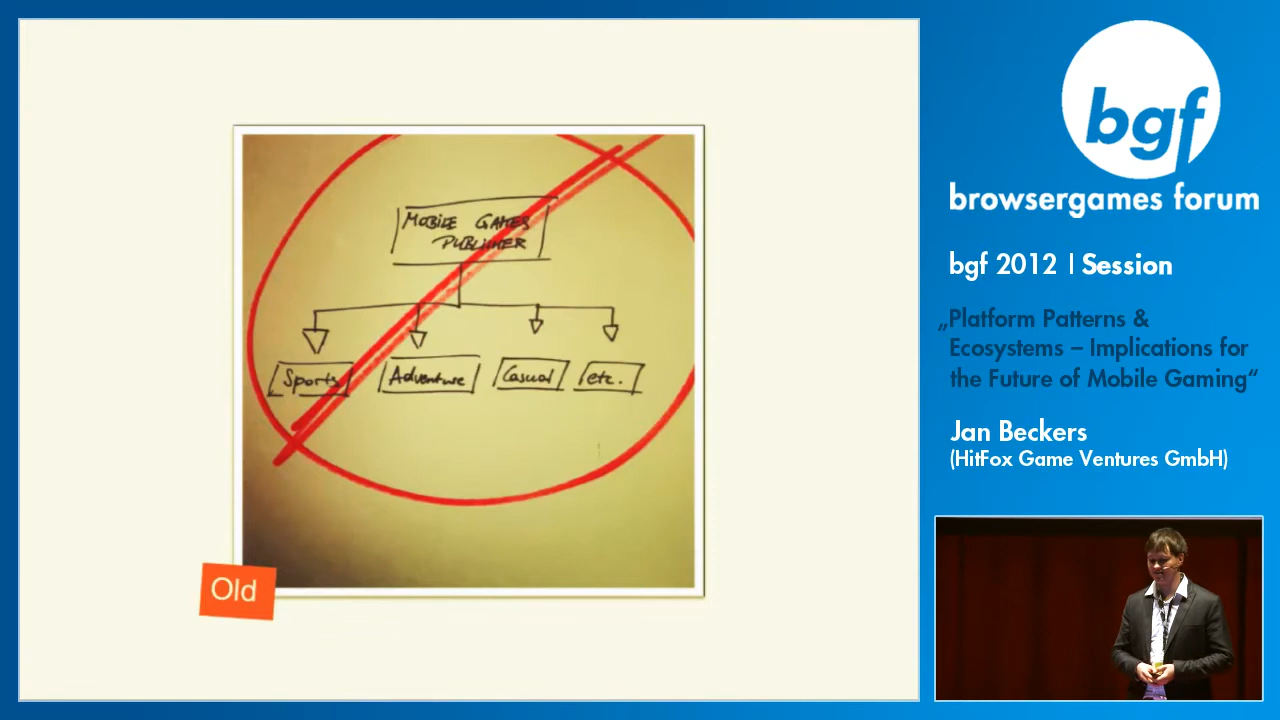 MOBILE GAMES
PUBLISHER
Sports
Adventure
Casual
etc.
Old
bgf
browsergames forum
bgf 2012 | Session
„Platform Patterns &
Ecosystems – Implications for
the Future of Mobile Gaming“
Jan Beckers
(HitFox Game Ventures GmbH)